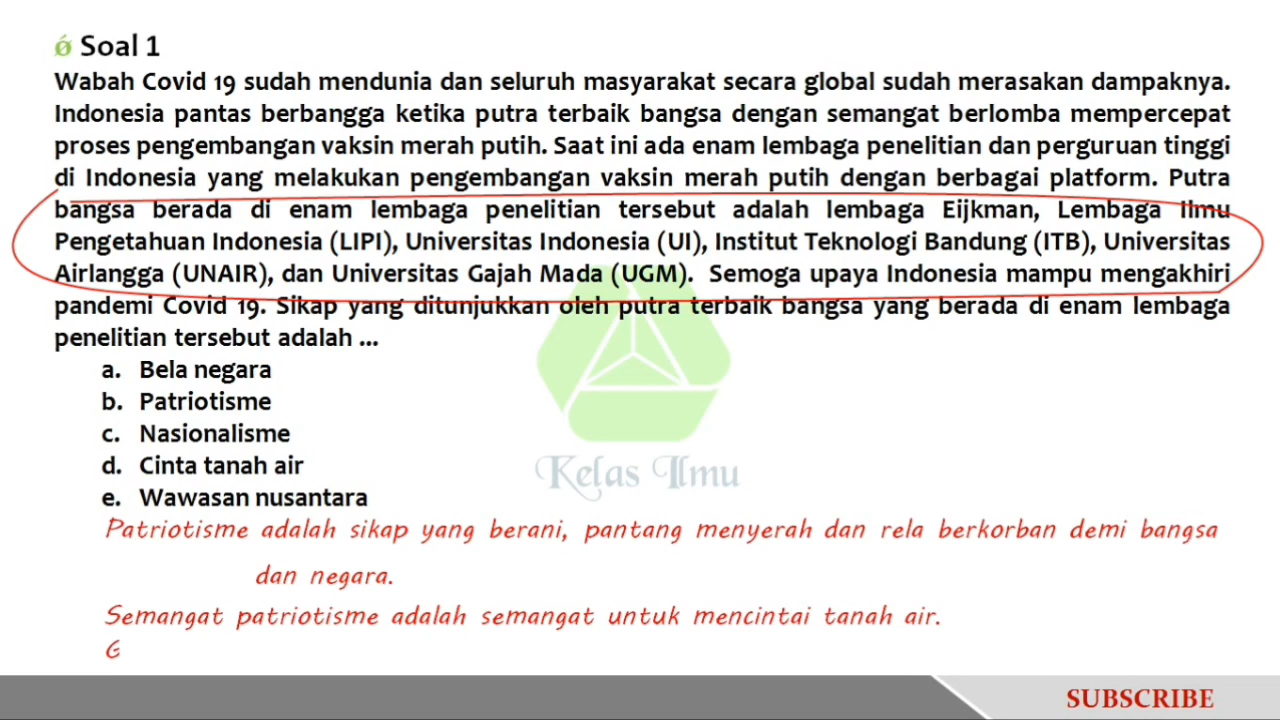 ǿ Soal 1
Wabah Covid 19 sudah mendunia dan seluruh masyarakat secara global sudah merasakan dampaknya.
Indonesia pantas berbangga ketika putra terbaik bangsa dengan semangat berlomba mempercepat
proses pengembangan vaksin merah putih. Saat ini ada enam lembaga penelitian dan perguruan tinggi
di Indonesia yang melakukan pengembangan vaksin merah putih dengan berbagai platform. Putra
bangsa berada di enam lembaga penelitian tersebut adalah lembaga Eijkman, Lembaga Ilmu
Pengetahuan Indonesia (LIPI), Universitas Indonesia (UI), Institut Teknologi Bandung (ITB), Universitas
Airlangga (UNAIR), dan Universitas Gajah Mada (UGM). Semoga upaya Indonesia mampu mengakhiri
pandemi Covid 19. Sikap yang ditunjukkan oleh putra terbaik bangsa yang berada di enam lembaga
penelitian tersebut adalah ...
a. Bela negara
b. Patriotisme
c. Nasionalisme
d. Cinta tanah air
e. Wawasan nusantara
Kelas Ilmu
Patriotisme adalah sikap yang berani, pantang menyerah dan rela berkorban demi bangsa
dan negara.
Semangat patriotisme adalah semangat untuk mencintai tanah air.
SUBSCRIBE